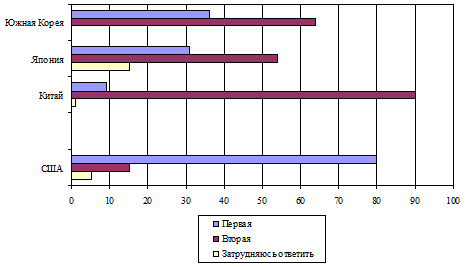 Южная Корея
Япония
Китай
США
0 10 20 30 40 50 60 70 80 90 100
Первая
Вторая
Затрудняюсь ответить